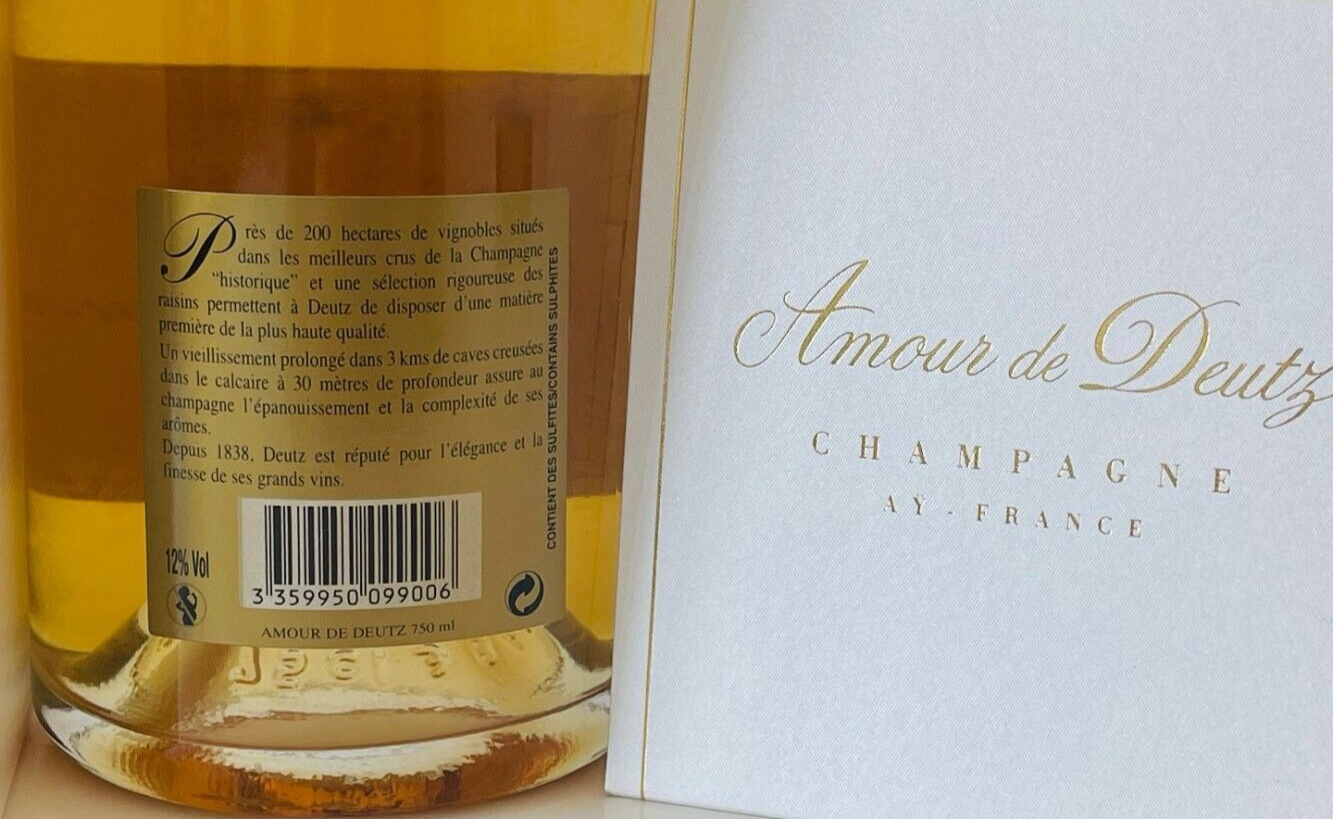 Près de 200 hectares de vignobles situés
dans les meilleurs crus de la Champagne
“historique” et une sélection rigoureuse des
raisins permettent à Deutz de disposer d’une matière
première de la plus haute qualité.
Un vieillissement prolongé dans 3 kms de caves creusées
dans le calcaire à 30 mètres de profondeur assure au
champagne l’épanouissement et la complexité de ses
arômes.
Depuis 1838, Deutz est réputé pour l’élégance et la
finesse de ses grands vins.
CONTIENT DES SULFITES/CONTAINS SULPHITES
12% Vol
3 359950 099006
AMOUR DE DEUTZ 750 ml
Amour de Deutz
CHAMPAGNE
AŸ - FRANCE